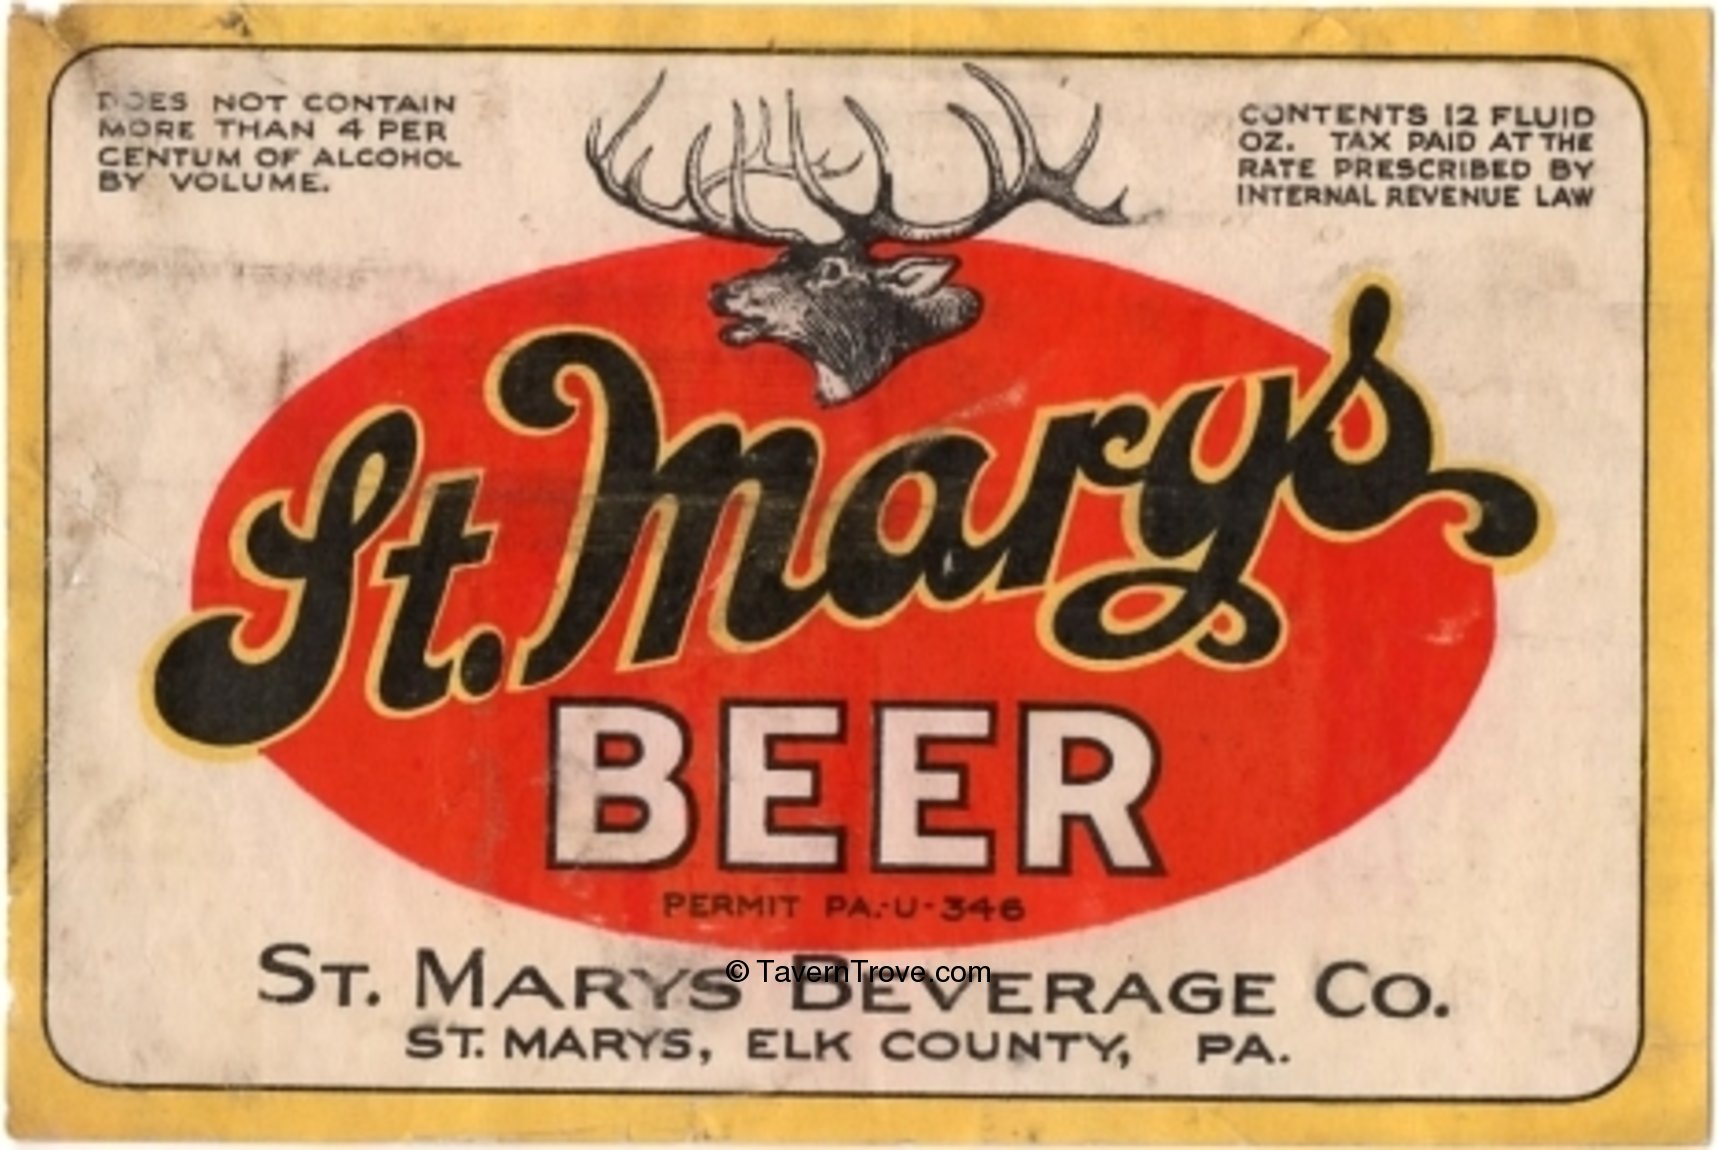 DOES NOT CONTAIN
MORE THAN 4 PER
CENTUM OF ALCOHOL
BY VOLUME.
CONTENTS 12 FLUID
OZ. TAX PAID AT THE
RATE PRESCRIBED BY
INTERNAL REVENUE LAW
St. Marys
BEER
PERMIT PA.-U-346
© TavernTrove.com
ST. MARYS BEVERAGE CO.
ST. MARYS, ELK COUNTY, PA.